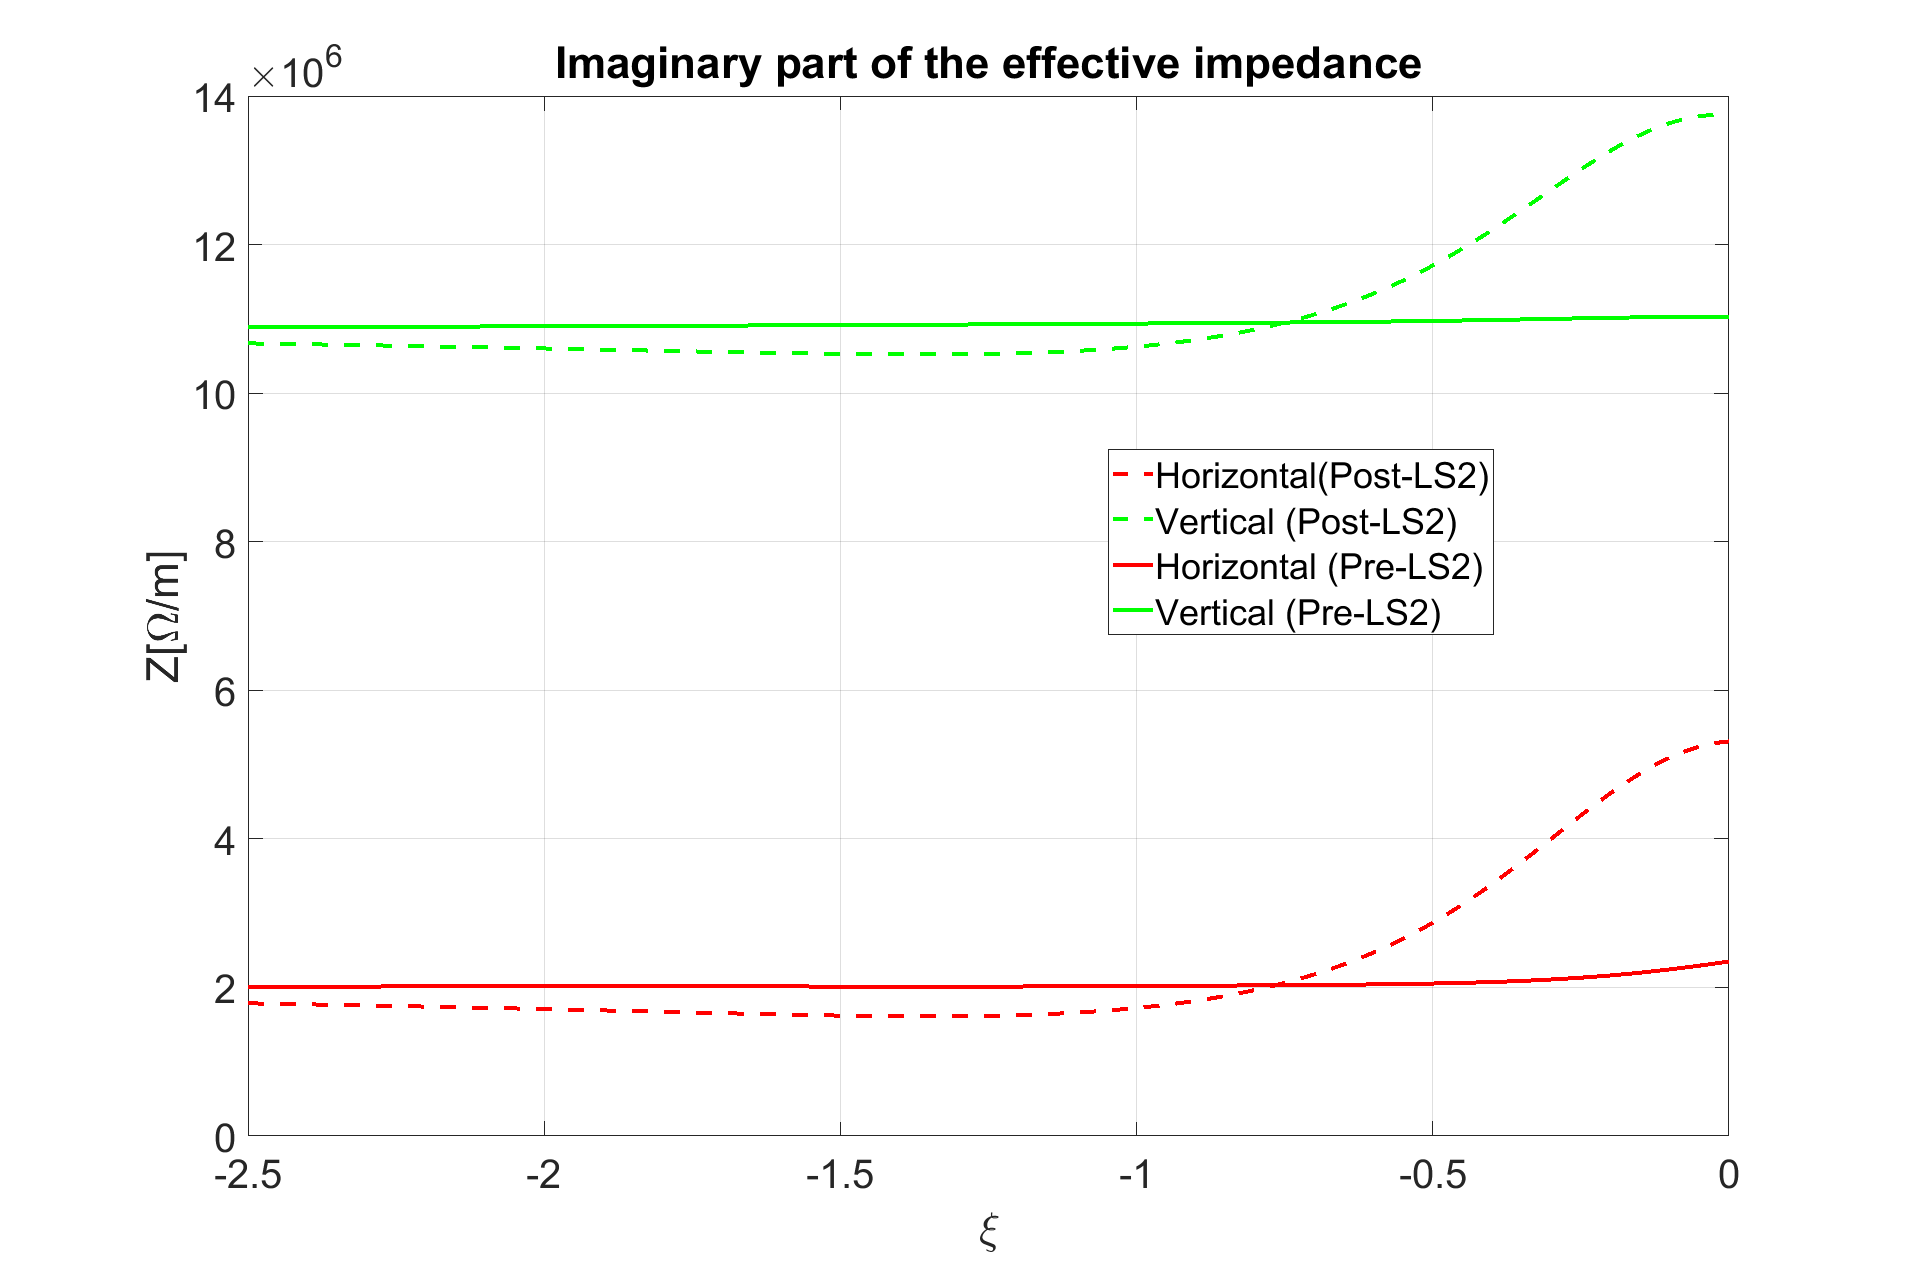 Imaginary part of the effective impedance
×10^6
14
12
10
8
6
4
2
0
Z[Ω/m]
Horizontal(Post-LS2)
Vertical (Post-LS2)
Horizontal (Pre-LS2)
Vertical (Pre-LS2)
-2.5 -2 -1.5 -1 -0.5 0
ξ